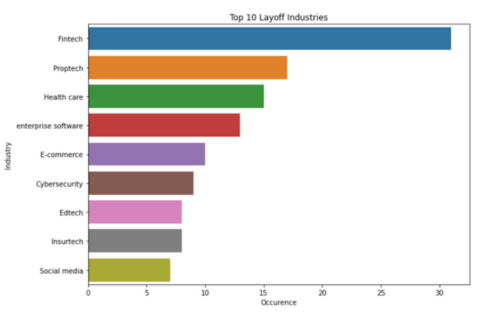 Top 10 Layoff Industries
Fintech
Proptech
Health care
enterprise software
E-commerce
Cybersecurity
Edtech
Insurtech
Social media
Industry
0 5 10 15 20 25 30
Occurence